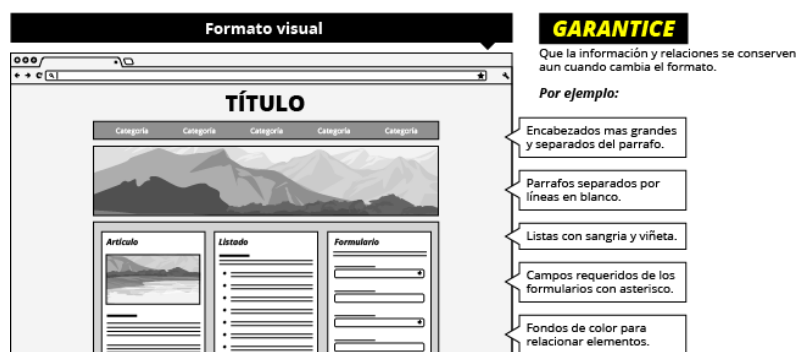 Formato visual
GARANTICE
Que la información y relaciones se conserven
aun cuando cambia el formato.
Por ejemplo:
TÍTULO
Categoría Categoría Categoría Categoría Categoría
Encabezados mas grandes
y separados del parrafo.
Parrafos separados por
líneas en blanco.
Listas con sangria y viñeta.
Campos requeridos de los
formularios con asterisco.
Fondos de color para
relacionar elementos.
Artículo
Listado
Formulario